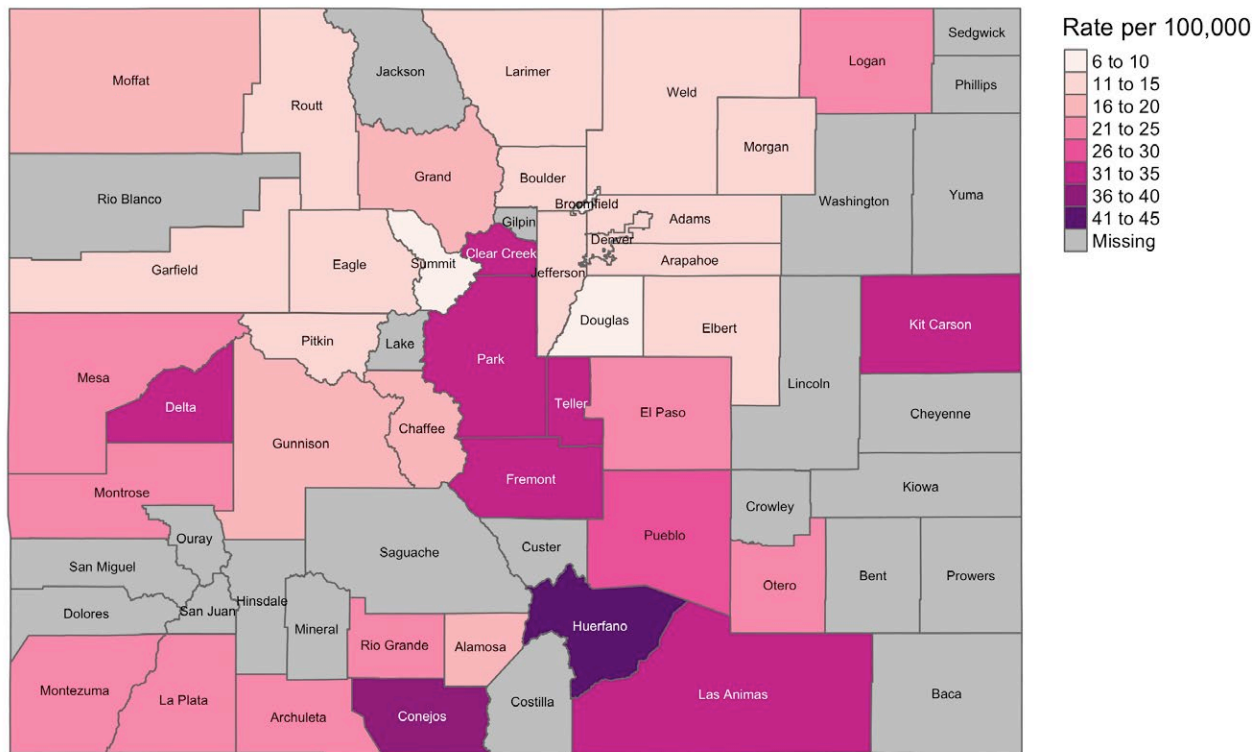 Rate per 100,000
6 to 10
11 to 15
16 to 20
21 to 25
26 to 30
31 to 35
36 to 40
41 to 45
Missing
Sedgwick
Logan
Jackson
Larimer
Moffat
Phillips
Weld
Routt
Morgan
Grand
Boulder
Rio Blanco
Yuma
Washington
Broomfield
Gilpin
Adams
Denver
Clear Creek
Arapahoe
Summit
Eagle
Garfield
Jefferson
Douglas
Kit Carson
Elbert
Pitkin
Lake
Park
Mesa
Lincoln
Teller
Delta
El Paso
Cheyenne
Chaffee
Gunnison
Fremont
Kiowa
Montrose
Crowley
Pueblo
Ouray
Custer
Saguache
San Miguel
Bent
Prowers
Otero
Hinsdale
San Juan
Dolores
Huerfano
Mineral
Rio Grande
Alamosa
Montezuma
Las Animas
Baca
La Plata
Costilla
Archuleta
Conejos